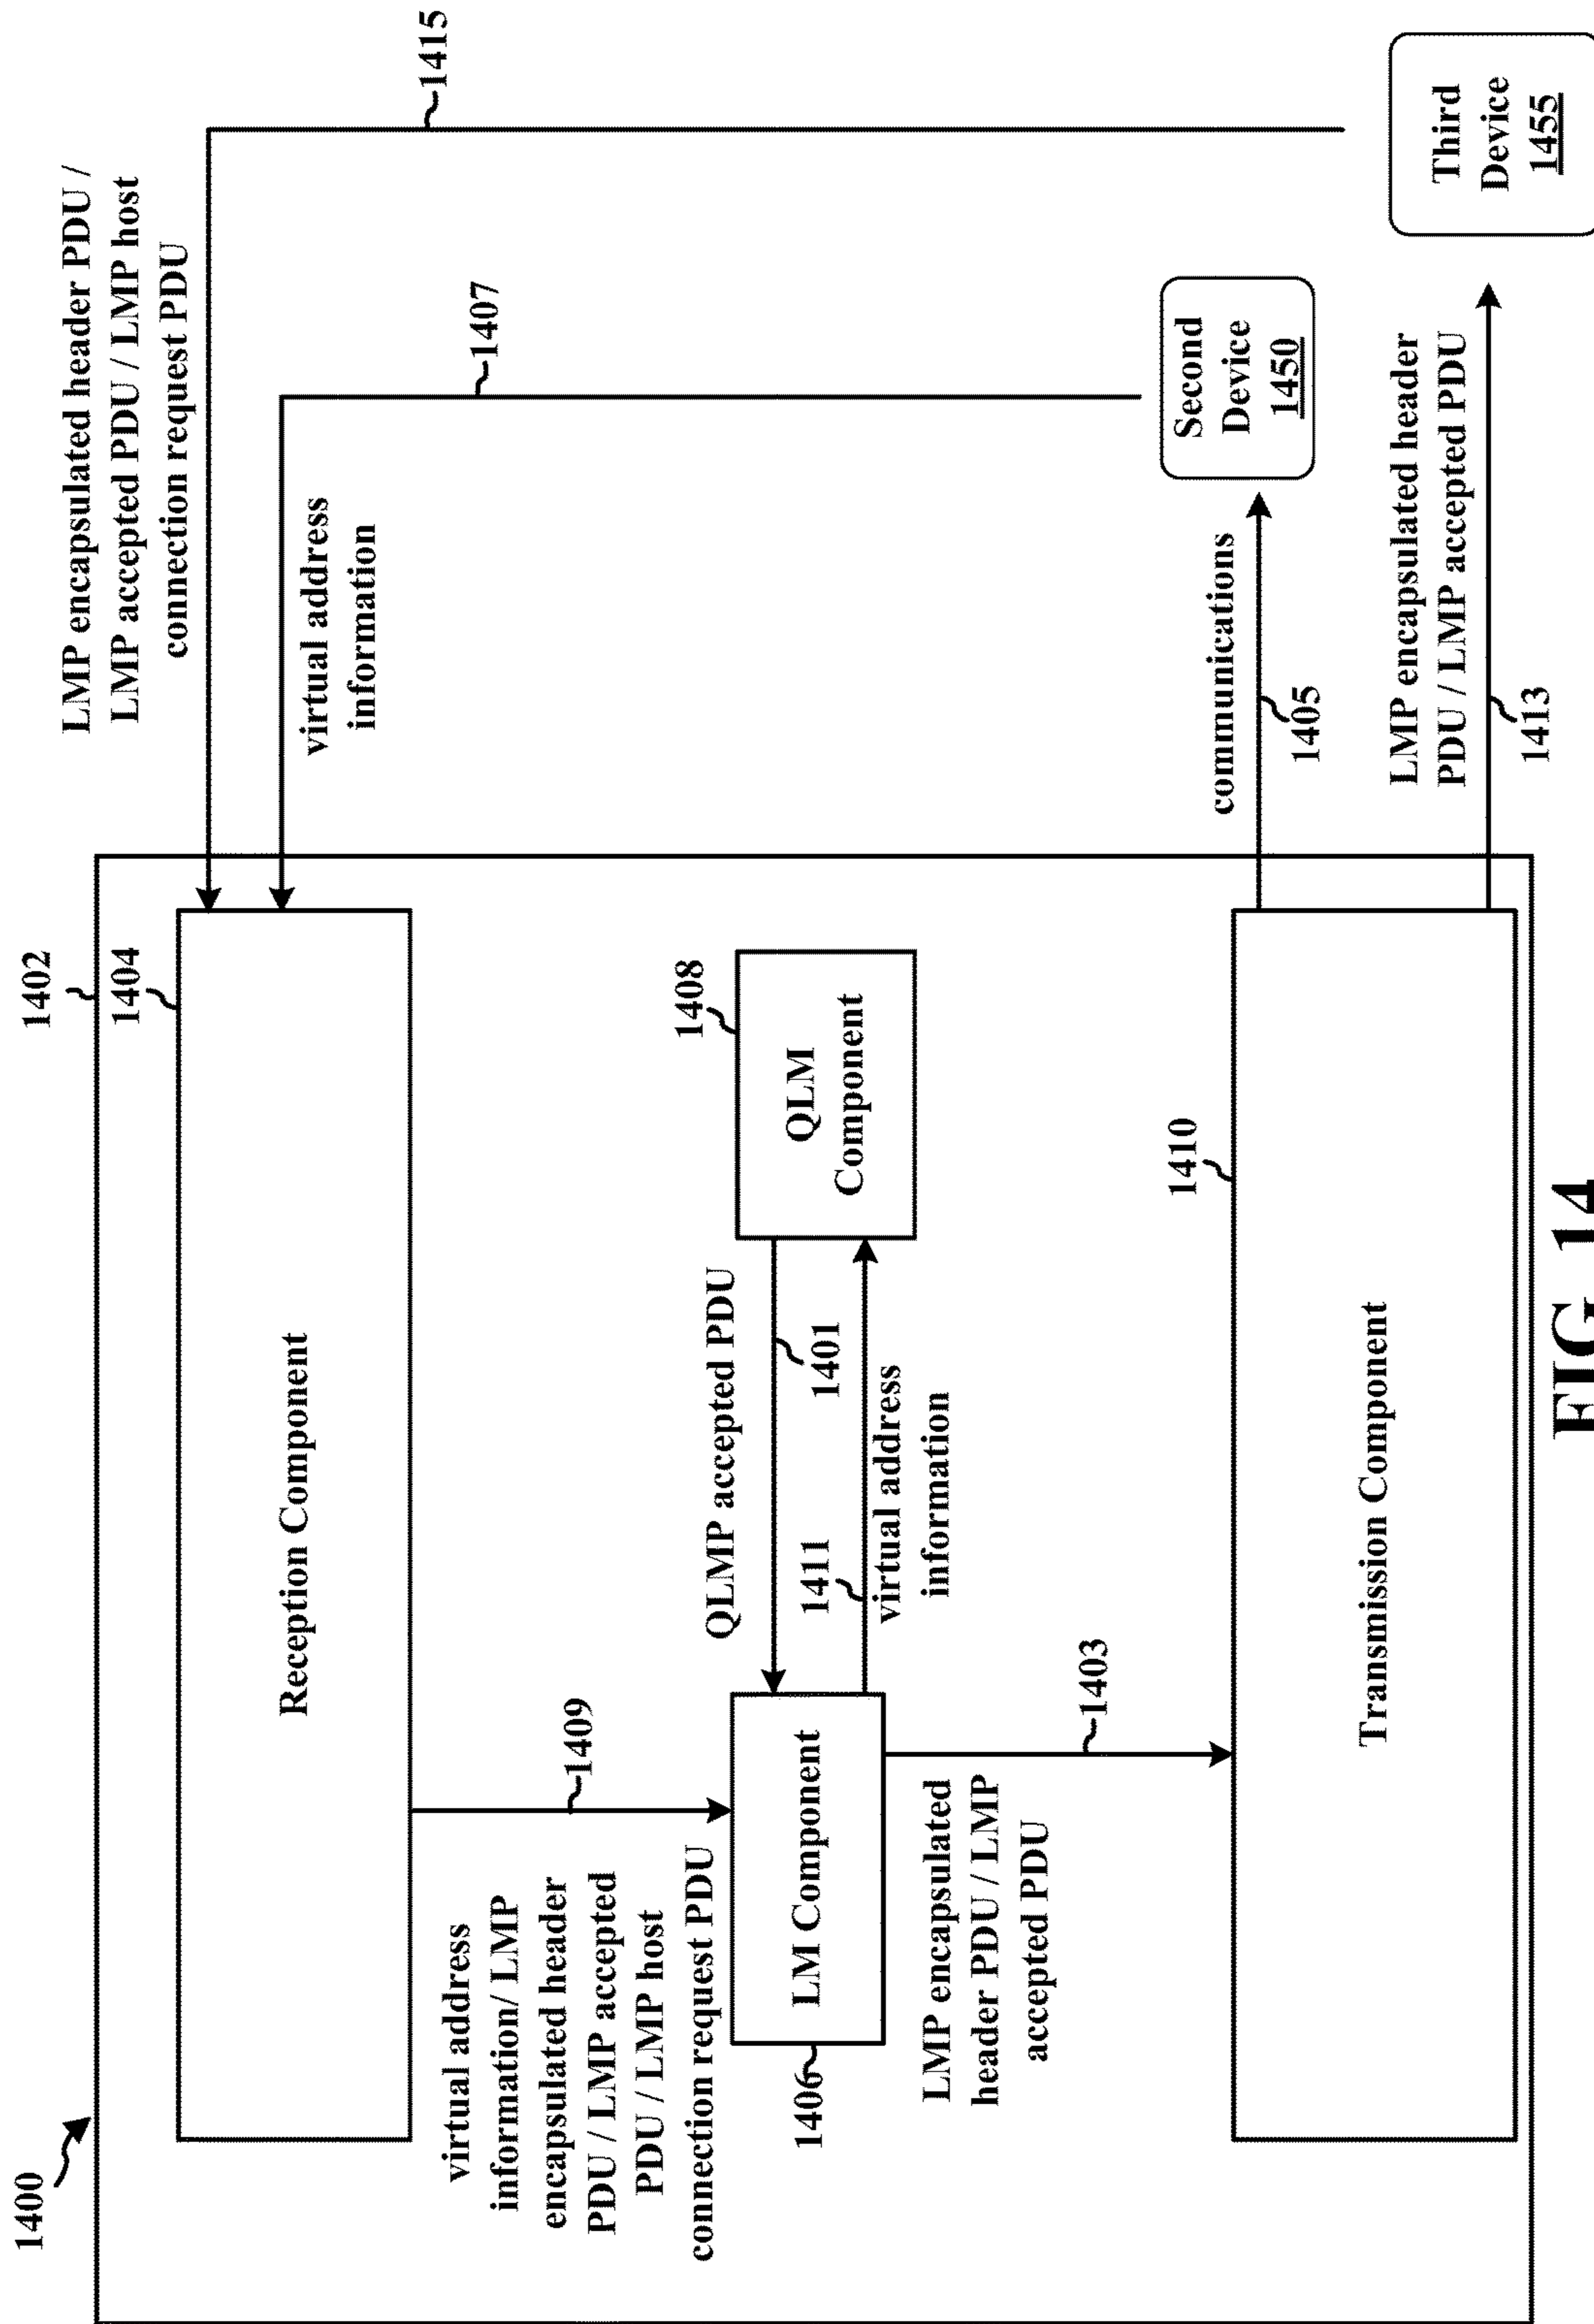 1400
1402
1404
Reception Component
LMP encapsulated header PDU /
LMP accepted PDU / LMP host
connection request PDU
1415
virtual address
information
1407
virtual address
information/ LMP
encapsulated header
PDU / LMP accepted
PDU / LMP host
connection request PDU
1409
1406
LM Component
QLMP accepted PDU
1401
1411
virtual address
information
1408
QLM
Component
LMP encapsulated
header PDU / LMP
accepted PDU
1403
1410
Transmission Component
communications
1405
Second
Device
1450
LMP encapsulated header
PDU / LMP accepted PDU
1413
Third
Device
1455
FIG. 14